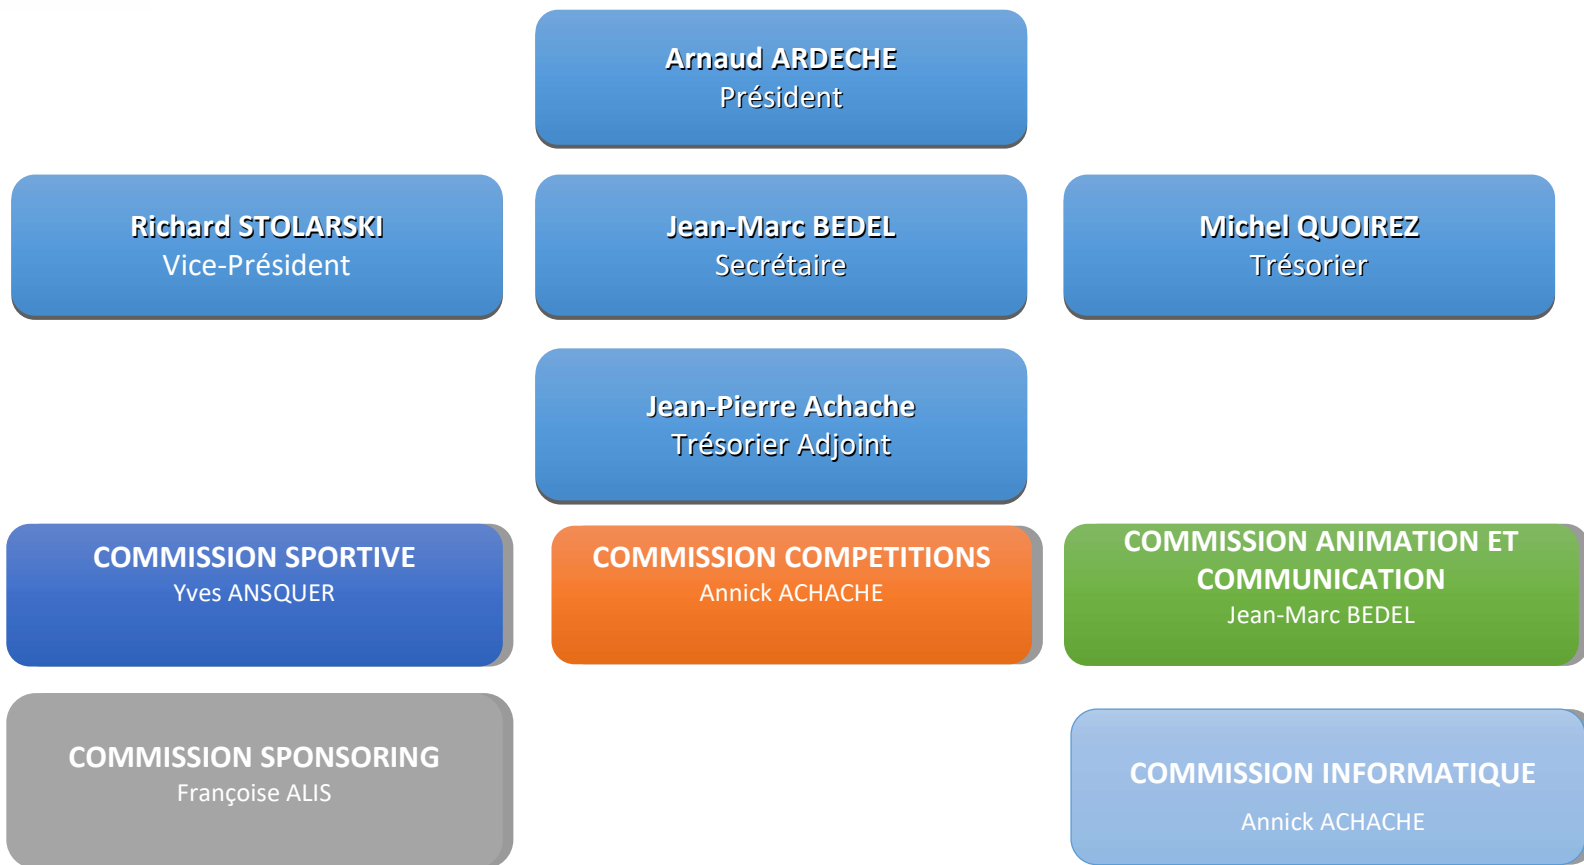 Arnaud ARDECHE
Président
Richard STOLARSKI
Vice-Président
Jean-Marc BEDEL
Secrétaire
Michel QUOIREZ
Trésorier
Jean-Pierre Achache
Trésorier Adjoint
COMMISSION SPORTIVE
Yves ANSQUER
COMMISSION COMPETITIONS
Annick ACHACHE
COMMISSION ANIMATION ET
COMMUNICATION
Jean-Marc BEDEL
COMMISSION SPONSORING
Françoise ALIS
COMMISSION INFORMATIQUE
Annick ACHACHE